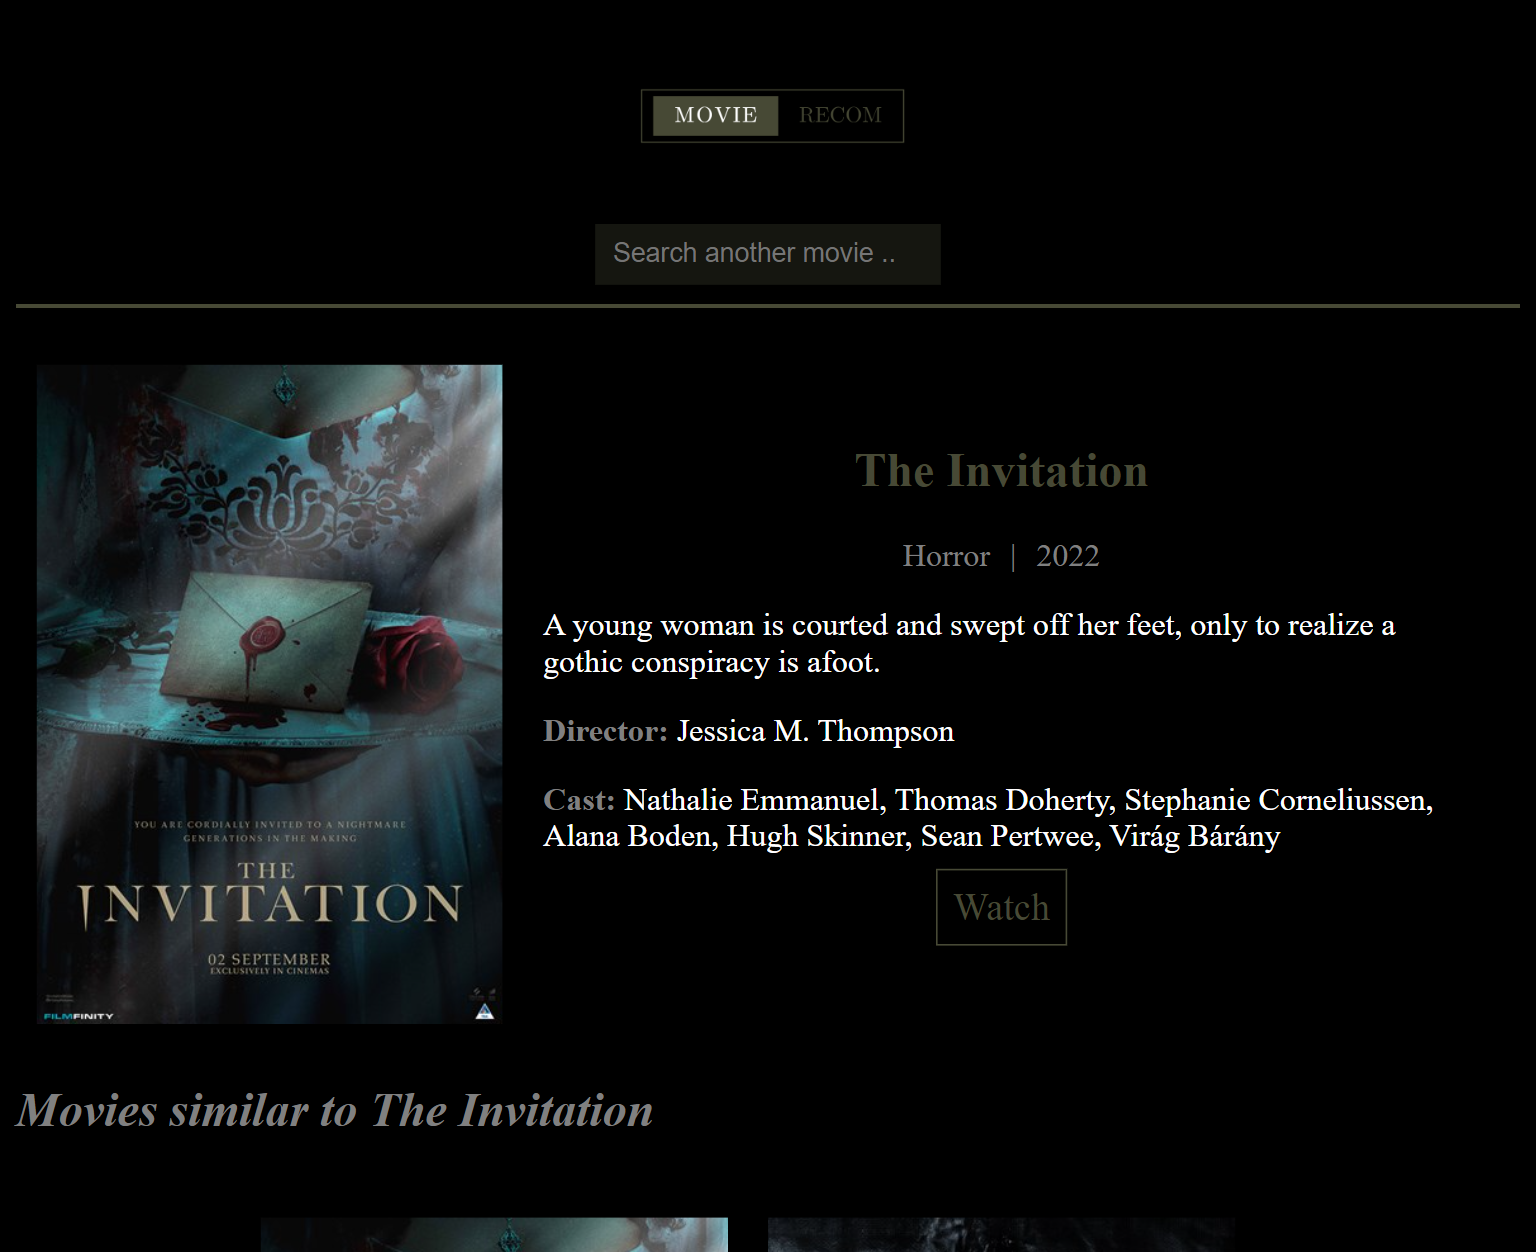 MOVIE RECOM
Search another movie ..
YOU ARE CORDIALLY INVITED TO A NIGHTMARE
GENERATIONS IN THE MAKING
THE
INVITATION
02 SEPTEMBER
EXCLUSIVELY IN CINEMAS
FILMFINITY
The Invitation
Horror | 2022
A young woman is courted and swept off her feet, only to realize a
gothic conspiracy is afoot.
Director: Jessica M. Thompson
Cast: Nathalie Emmanuel, Thomas Doherty, Stephanie Corneliussen,
Alana Boden, Hugh Skinner, Sean Pertwee, Virág Bárány
Watch
Movies similar to The Invitation